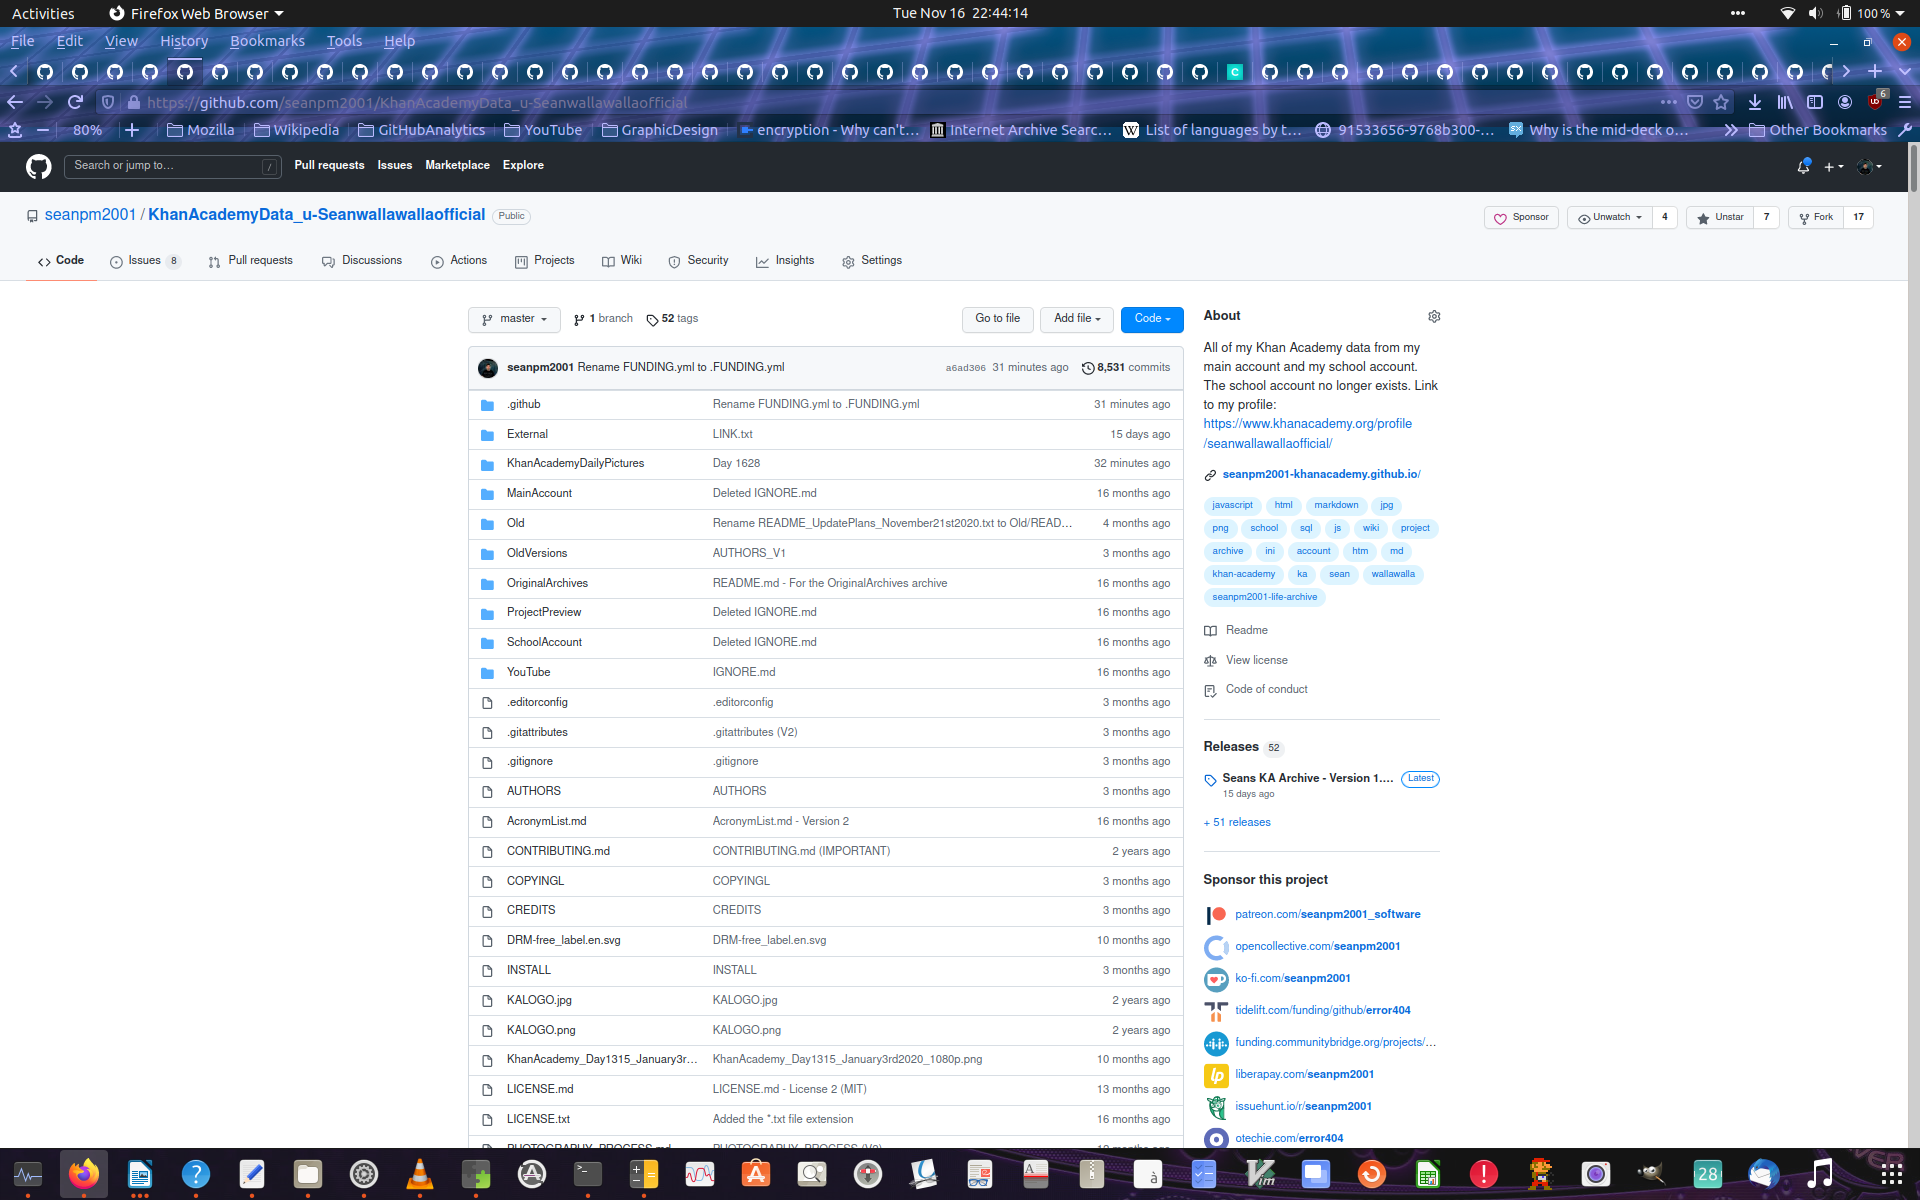 Activities Firefox Web Browser Tue Nov 16 22:44:14 100 %
File Edit View History Bookmarks Tools Help
https://github.com/seanpm2001/KhanAcademyData_u-Seanwallawallaofficial 6
80% Mozilla Wikipedia GitHubAnalytics YouTube GraphicDesign encryption - Why can't… Internet Archive Searc… List of languages by t… 91533656-9768b300-… Why is the mid-deck o… Other Bookmarks
Search or jump to… / Pull requests Issues Marketplace Explore
seanpm2001 / KhanAcademyData_u-Seanwallawallaofficial Public Sponsor Unwatch 4 Unstar 7 Fork 17
Code Issues 8 Pull requests Discussions Actions Projects Wiki Security Insights Settings
master 1 branch 52 tags Go to file Add file Code
seanpm2001 Rename FUNDING.yml to .FUNDING.yml a6ad306 31 minutes ago 8,531 commits
.github Rename FUNDING.yml to .FUNDING.yml 31 minutes ago
External LINK.txt 15 days ago
KhanAcademyDailyPictures Day 1628 32 minutes ago
MainAccount Deleted IGNORE.md 16 months ago
Old Rename README_UpdatePlans_November21st2020.txt to Old/READ… 4 months ago
OldVersions AUTHORS_V1 3 months ago
OriginalArchives README.md - For the OriginalArchives archive 16 months ago
ProjectPreview Deleted IGNORE.md 16 months ago
SchoolAccount Deleted IGNORE.md 16 months ago
YouTube IGNORE.md 16 months ago
.editorconfig .editorconfig 3 months ago
.gitattributes .gitattributes (V2) 3 months ago
.gitignore .gitignore 3 months ago
AUTHORS AUTHORS 3 months ago
AcronymList.md AcronymList.md - Version 2 16 months ago
CONTRIBUTING.md CONTRIBUTING.md (IMPORTANT) 2 years ago
COPYINGL COPYINGL 3 months ago
CREDITS CREDITS 3 months ago
DRM-free_label.en.svg DRM-free_label.en.svg 10 months ago
INSTALL INSTALL 3 months ago
KALOGO.jpg KALOGO.jpg 2 years ago
KALOGO.png KALOGO.png 2 years ago
KhanAcademy_Day1315_January3r… KhanAcademy_Day1315_January3rd2020_1080p.png 10 months ago
LICENSE.md LICENSE.md - License 2 (MIT) 13 months ago
LICENSE.txt Added the *.txt file extension 16 months ago
About
All of my Khan Academy data from my
main account and my school account.
The school account no longer exists. Link
to my profile:
https://www.khanacademy.org/profile
/seanwallawallaofficial/
seanpm2001-khanacademy.github.io/
javascript html markdown jpg
png school sql js wiki project
archive ini account htm md
khan-academy ka sean wallawalla
seanpm2001-life-archive
Readme
View license
Code of conduct
Releases 52
Seans KA Archive - Version 1.… Latest
15 days ago
+ 51 releases
Sponsor this project
patreon.com/seanpm2001_software
opencollective.com/seanpm2001
ko-fi.com/seanpm2001
tidelift.com/funding/github/error404
funding.communitybridge.org/projects/…
liberapay.com/seanpm2001
issuehunt.io/r/seanpm2001
otechie.com/error404
28